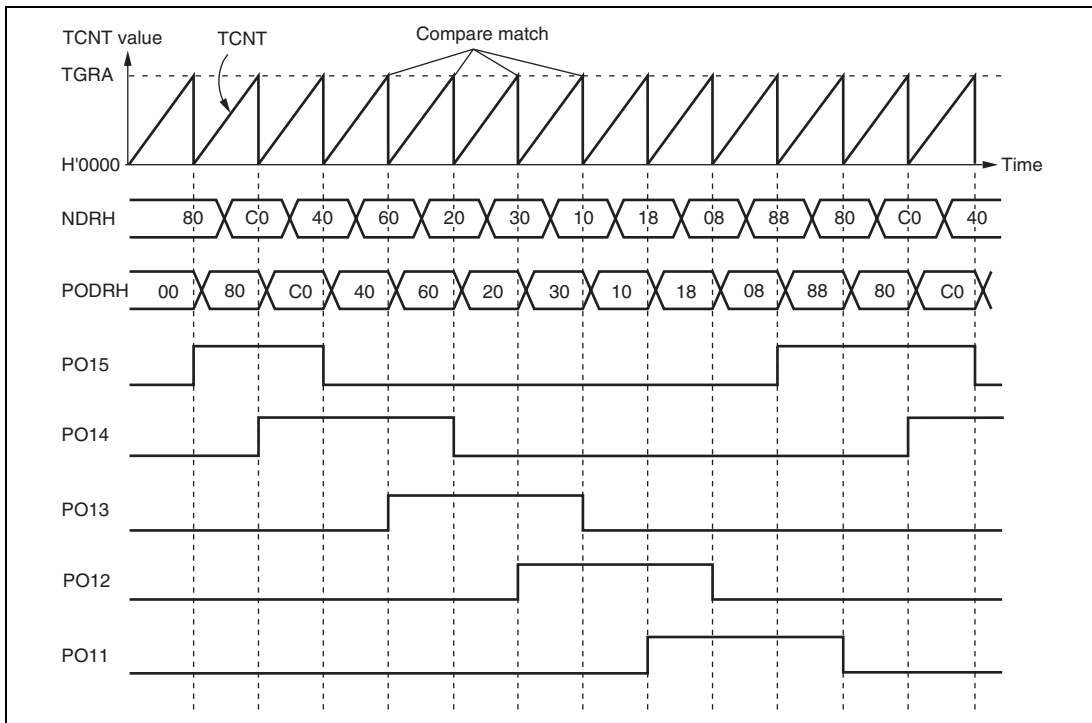 TCNT value
TCNT
Compare match
TGRA
H'0000
Time
NDRH
80 C0 40 60 20 30 10 18 08 88 80 C0 40
PODRH
00 80 C0 40 60 20 30 10 18 08 88 80 C0
PO15
PO14
PO13
PO12
PO11